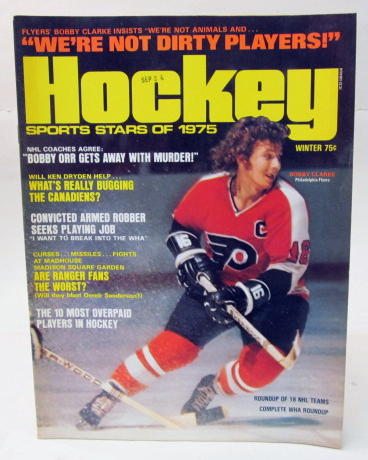 FLYERS' BOBBY CLARKE INSISTS "WE'RE NOT ANIMALS AND...
"WE'RE NOT DIRTY PLAYERS!"
Hockey
SEP 24
SPORTS STARS OF 1975
WINTER 75¢
NHL COACHES AGREE:
"BOBBY ORR GETS AWAY WITH MURDER!"
BOBBY CLARKE
Philadelphia Flyers
WILL KEN DRYDEN HELP...
WHAT'S REALLY BUGGING
THE CANADIENS?
CONVICTED ARMED ROBBER
SEEKS PLAYING JOB
"I WANT TO BREAK INTO THE WHA"
CURSES...MISSILES...FIGHTS
AT MADHOUSE
MADISON SQUARE GARDEN
ARE RANGER FANS
THE WORST?
(Will they blast Derek Sanderson?)
THE 10 MOST OVERPAID
PLAYERS IN HOCKEY
C
16
16
16
ROUNDUP OF 18 NHL TEAMS
COMPLETE WHA ROUNDUP